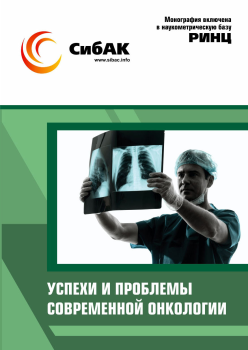 Монография включена
в наукометрическую базу
РИНЦ
СибАК
www.sibac.info
УСПЕХИ И ПРОБЛЕМЫ
СОВРЕМЕННОЙ ОНКОЛОГИИ